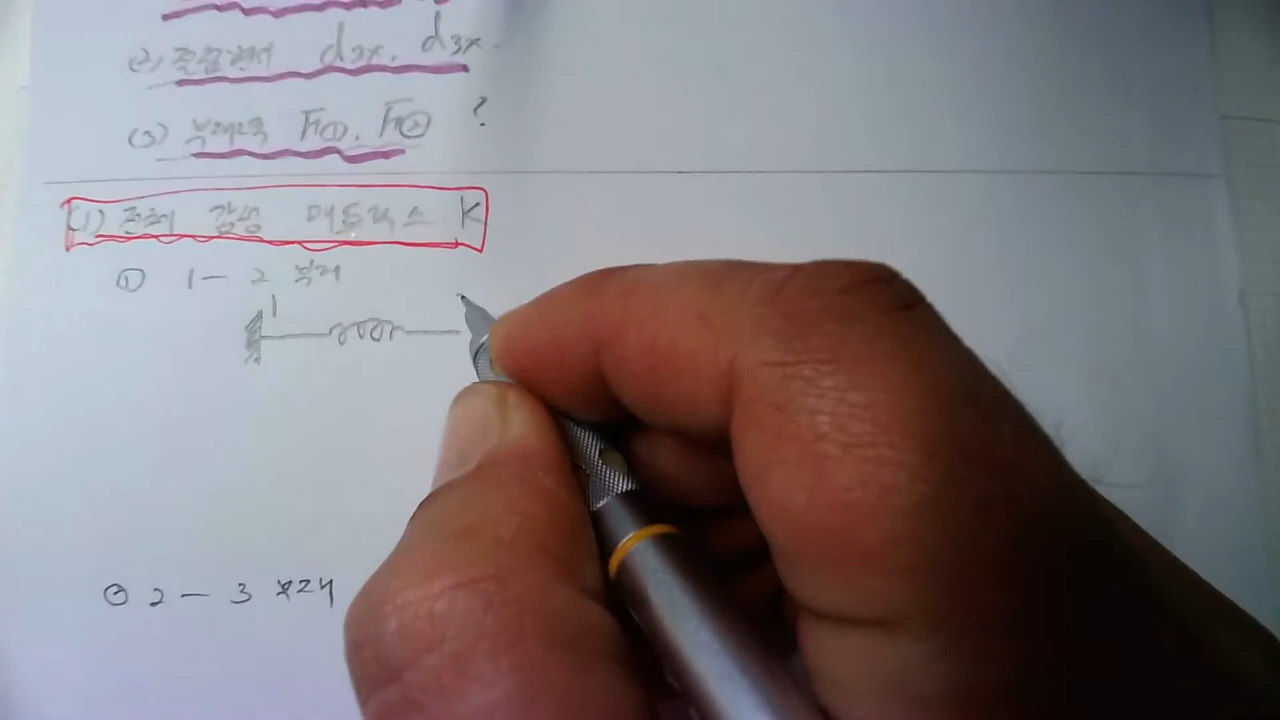 (2) 절점변위 d2x, d3x.
(3) 부재력 F①, F② ?
(1) 전체 강성 매트릭스 K
① 1 - 2 부재
1
② 2 - 3 부재